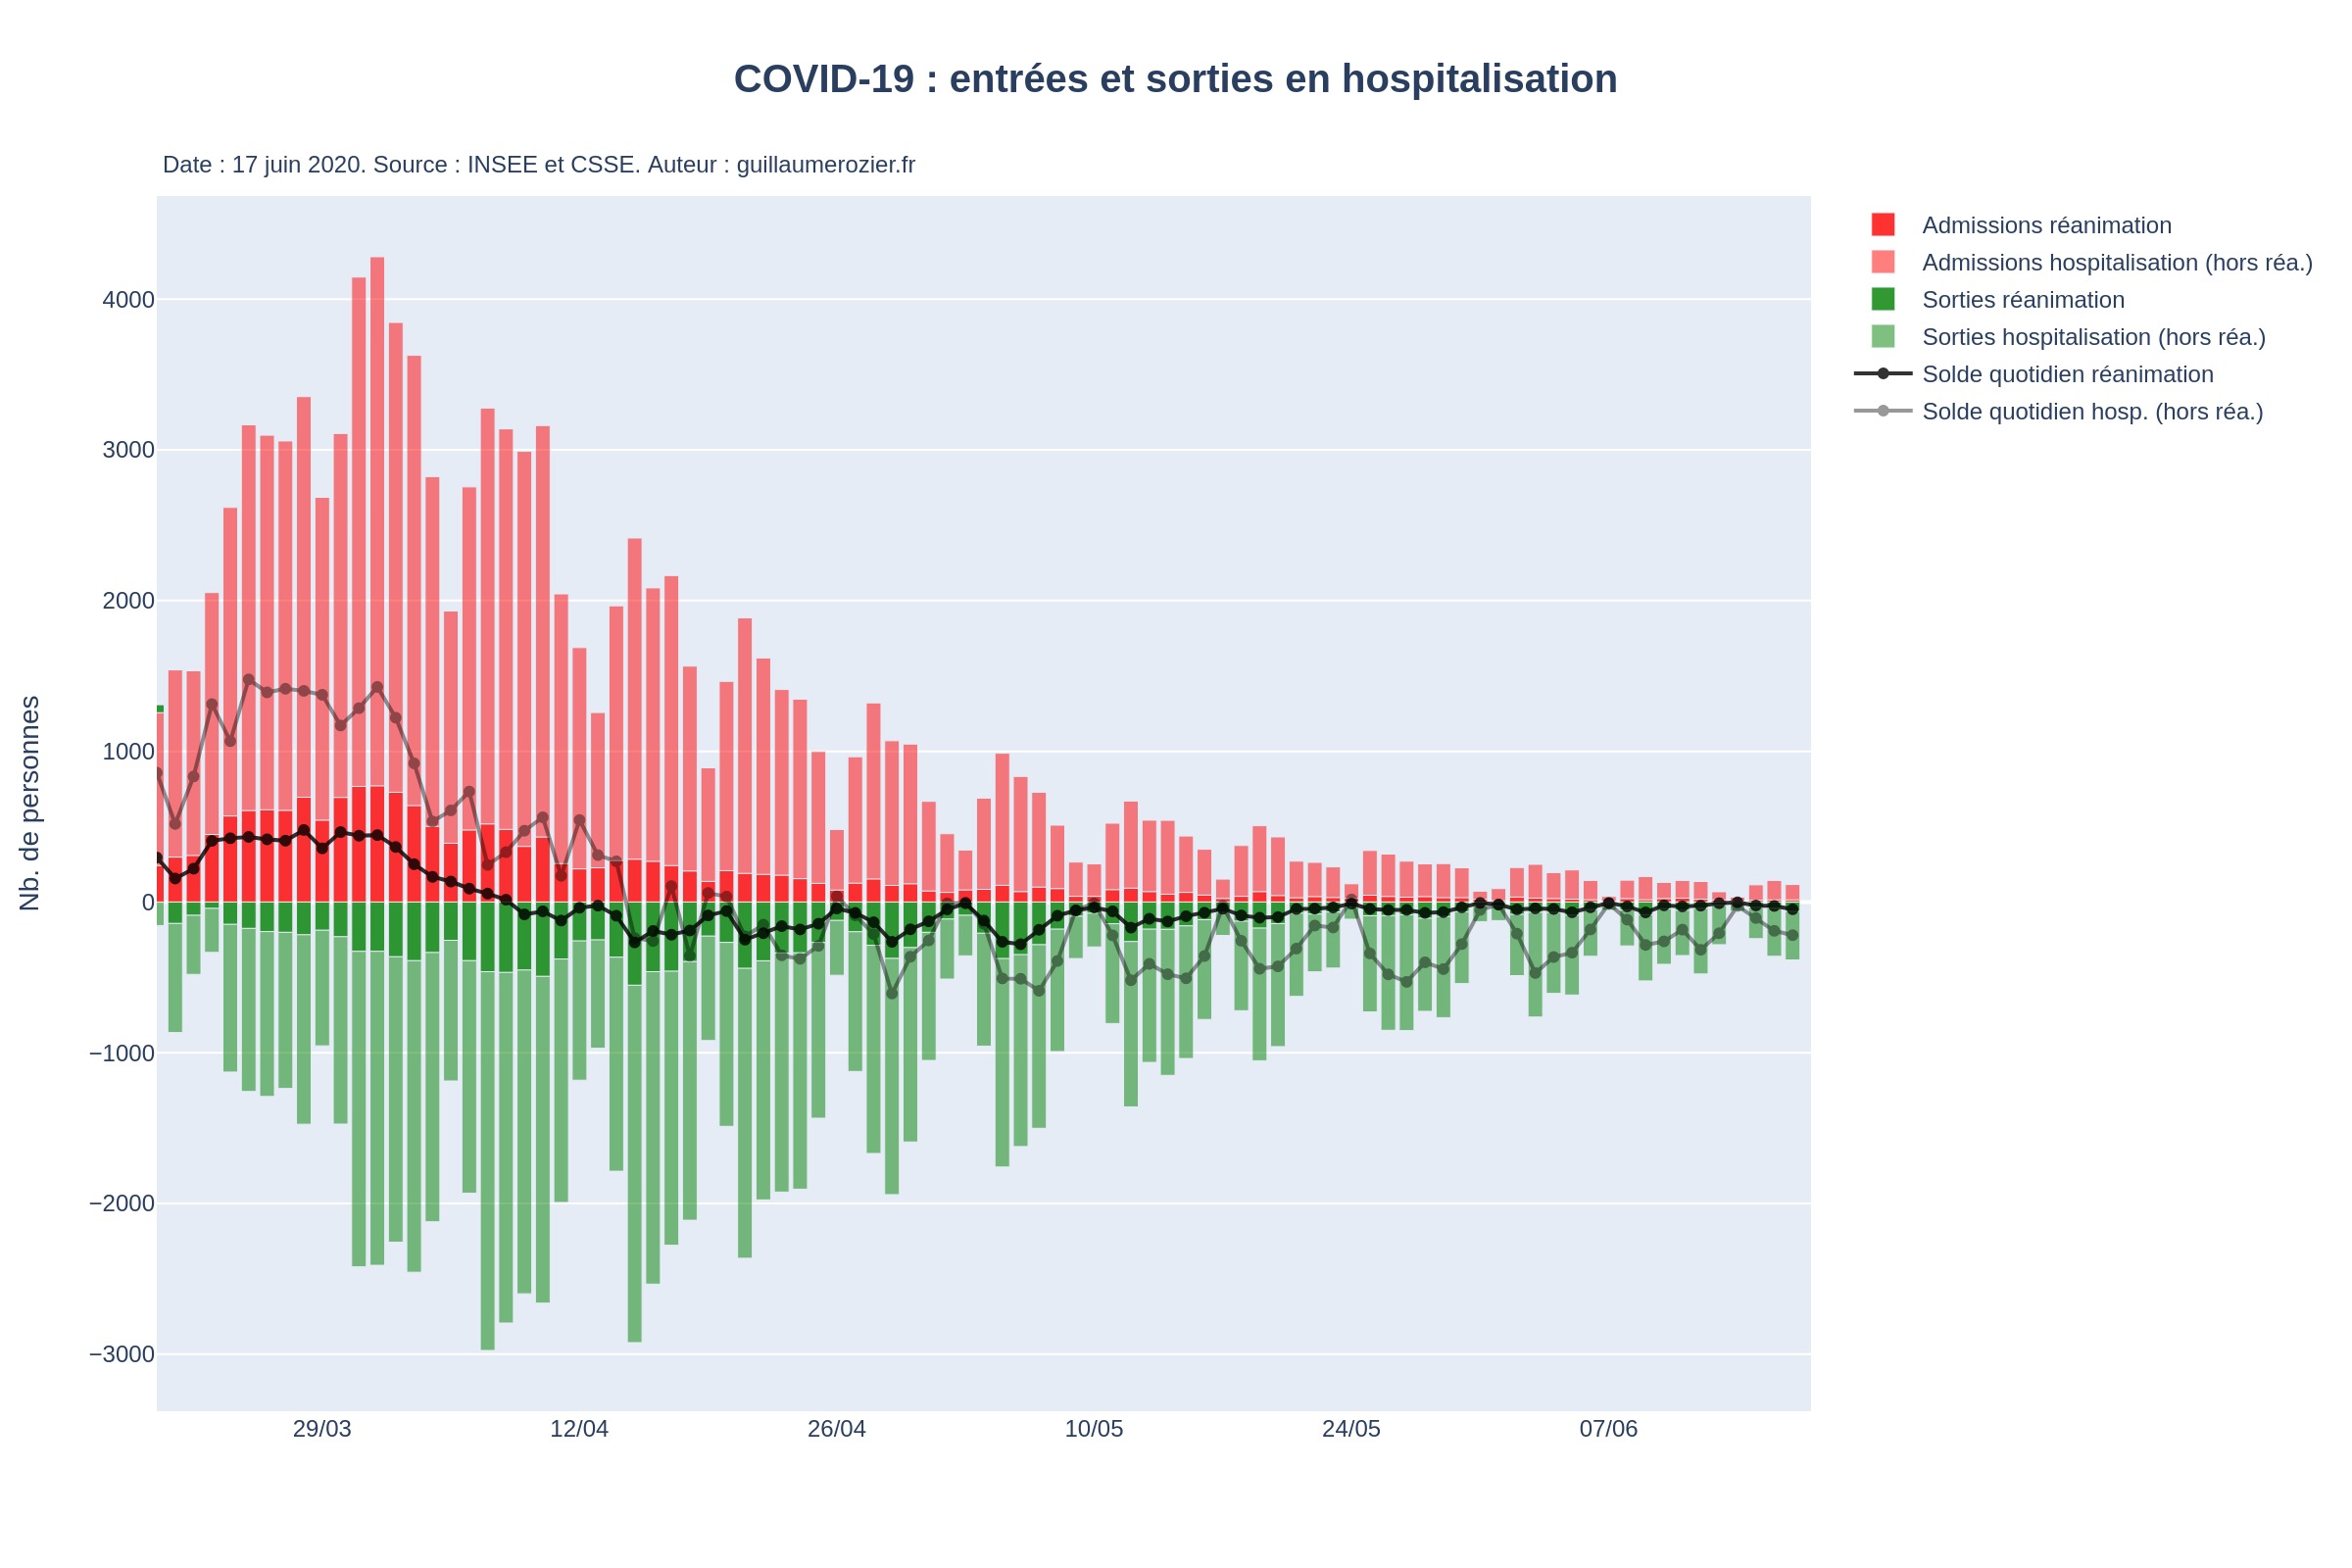 COVID-19 : entrées et sorties en hospitalisation
Date : 17 juin 2020. Source : INSEE et CSSE. Auteur : guillaumerozier.fr
Admissions réanimation
Admissions hospitalisation (hors réa.)
Sorties réanimation
Sorties hospitalisation (hors réa.)
Solde quotidien réanimation
Solde quotidien hosp. (hors réa.)
Nb. de personnes
4000
3000
2000
1000
0
−1000
−2000
−3000
29/03 12/04 26/04 10/05 24/05 07/06